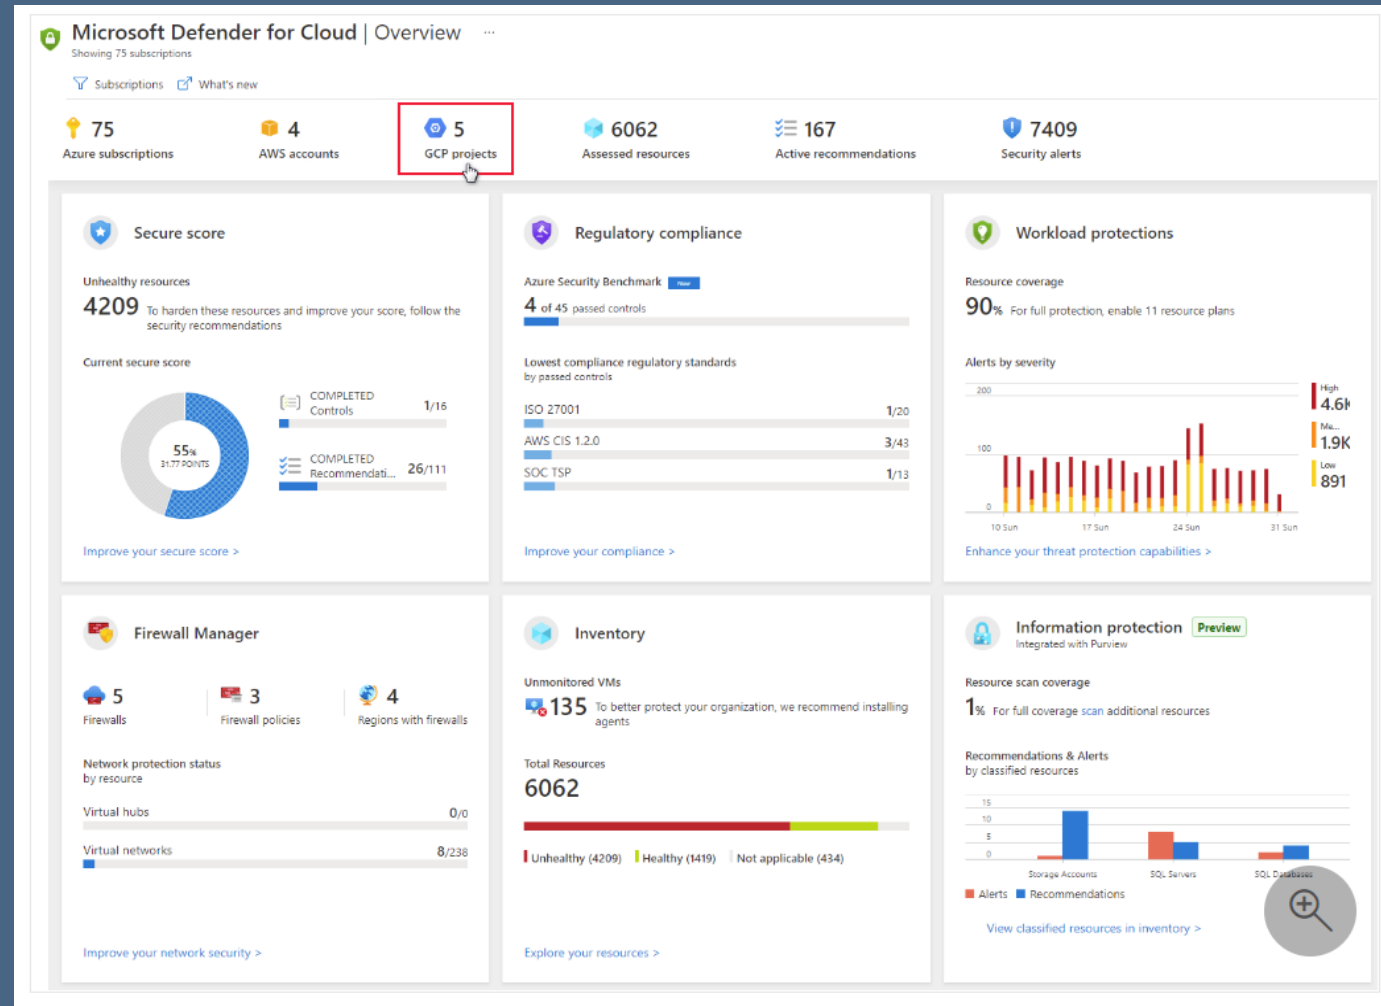 Microsoft Defender for Cloud | Overview ...
Showing 75 subscriptions
Subscriptions What's new
75
Azure subscriptions
4
AWS accounts
5
GCP projects
6062
Assessed resources
167
Active recommendations
7409
Security alerts
Secure score
Unhealthy resources
4209 To harden these resources and improve your score, follow the
security recommendations
Current secure score
55%
31.77 POINTS
COMPLETED
Controls 1/16
COMPLETED
Recommendati... 26/111
Improve your secure score >
Regulatory compliance
Azure Security Benchmark New
4 of 45 passed controls
Lowest compliance regulatory standards
by passed controls
ISO 27001 1/20
AWS CIS 1.2.0 3/43
SOC TSP 1/13
Improve your compliance >
Workload protections
Resource coverage
90% For full protection, enable 11 resource plans
Alerts by severity
200
100
0
10 Sun 17 Sun 24 Sun 31 Sun
High
4.6K
Me...
1.9K
Low
891
Enhance your threat protection capabilities >
Firewall Manager
5
Firewalls
3
Firewall policies
4
Regions with firewalls
Network protection status
by resource
Virtual hubs 0/0
Virtual networks 8/238
Improve your network security >
Inventory
Unmonitored VMs
135 To better protect your organization, we recommend installing
agents
Total Resources
6062
Unhealthy (4209) Healthy (1419) Not applicable (434)
Explore your resources >
Information protection Preview
Integrated with Purview
Resource scan coverage
1% For full coverage scan additional resources
Recommendations & Alerts
by classified resources
15
10
5
0
Storage Accounts SQL Servers SQL Databases
Alerts Recommendations
View classified resources in inventory >